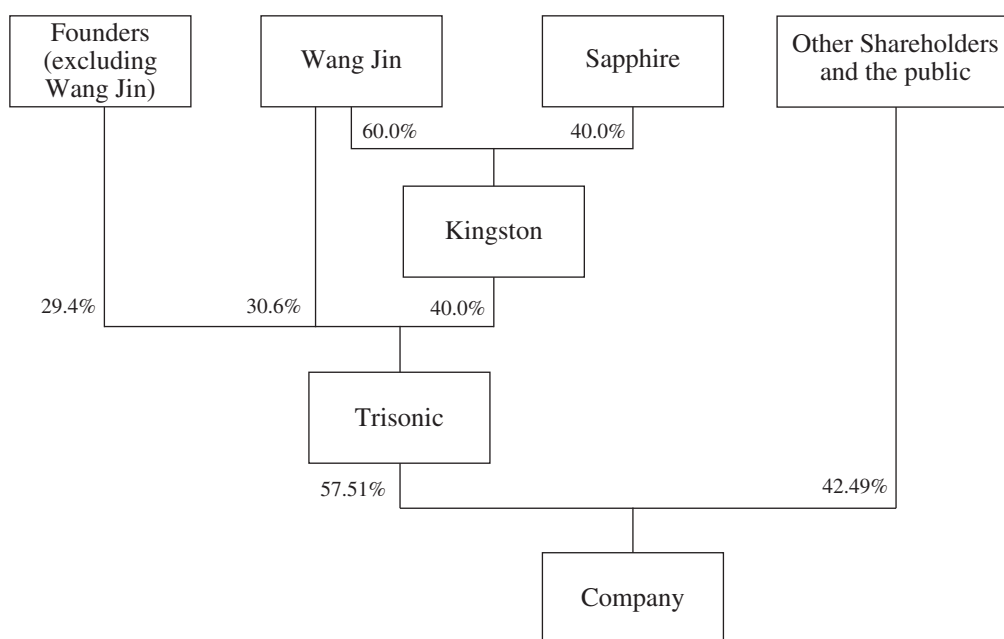 Founders
(excluding
Wang Jin)
Wang Jin
Sapphire
Other Shareholders
and the public
60.0%
40.0%
Kingston
29.4%
30.6%
40.0%
Trisonic
57.51%
42.49%
Company